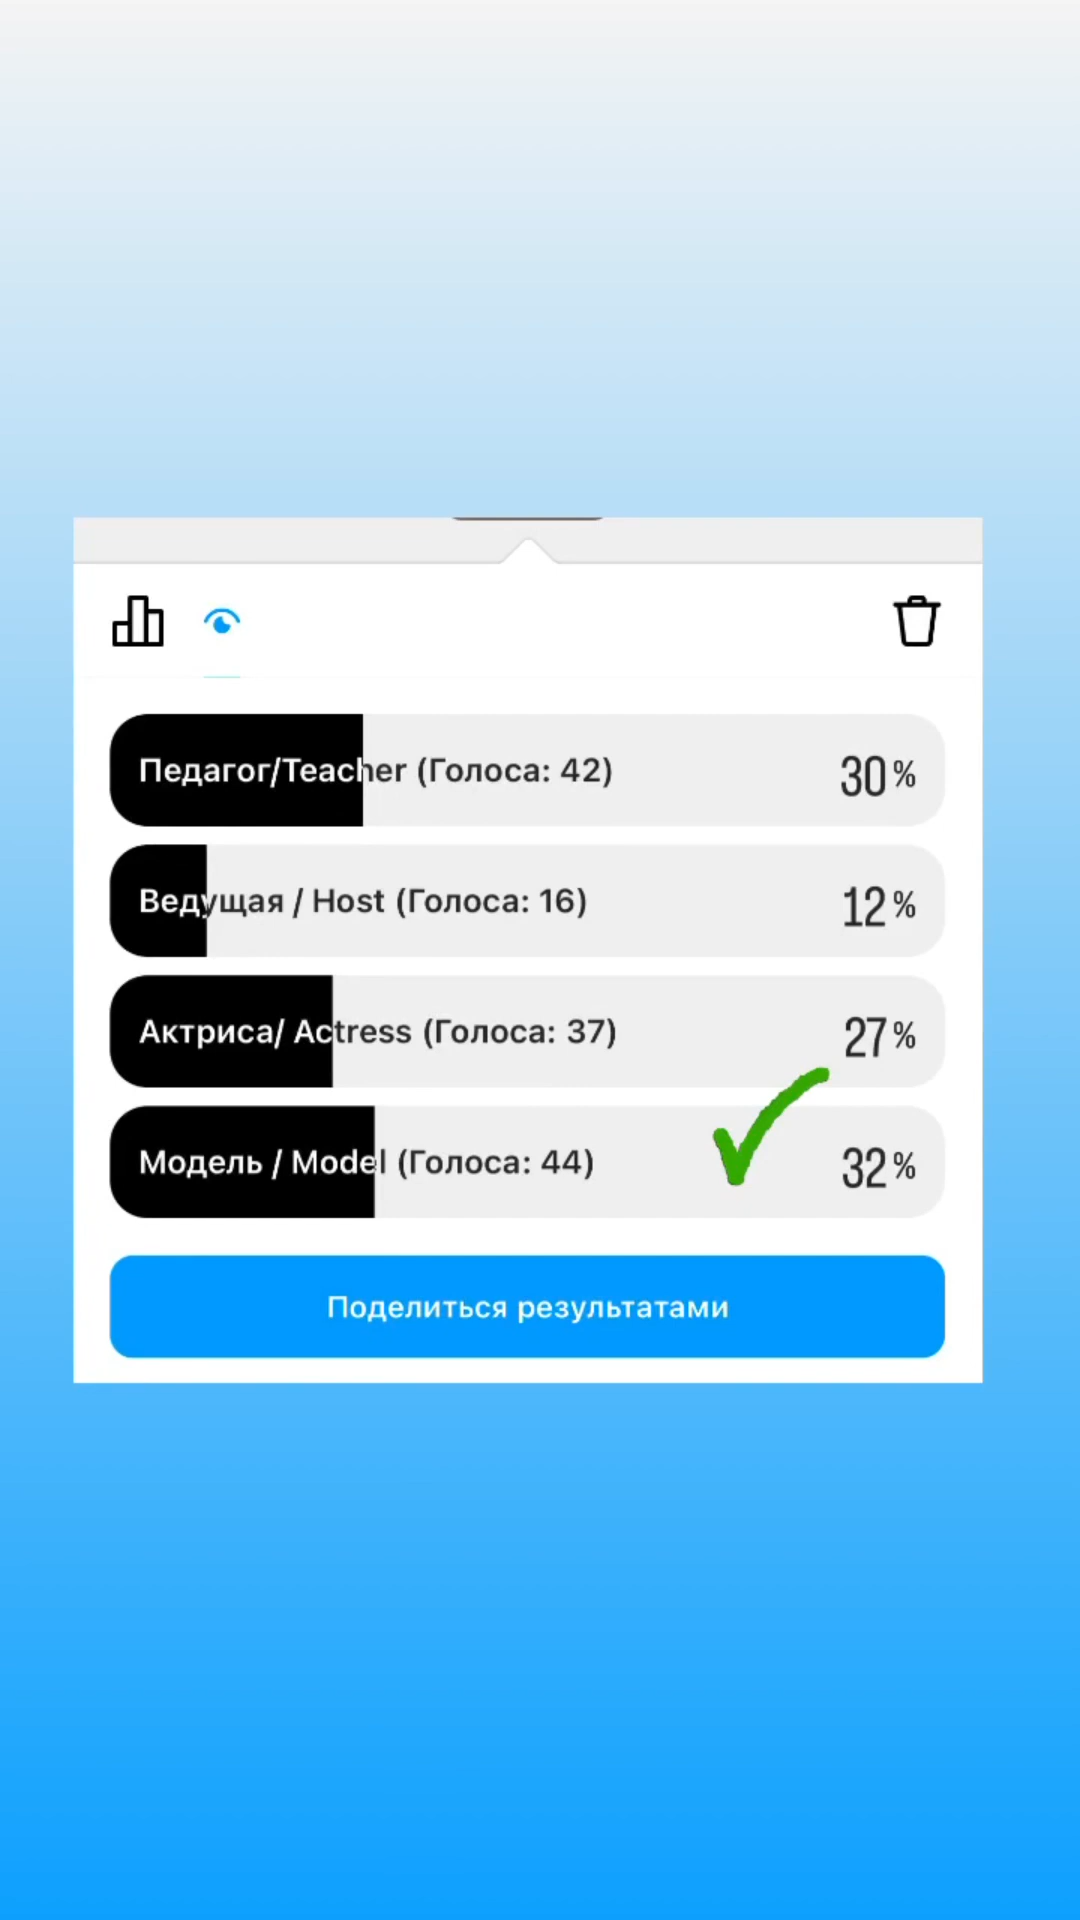 Педагог/Teacher (Голоса: 42) 30%
Ведущая / Host (Голоса: 16) 12%
Актриса/ Actress (Голоса: 37) 27%
Модель / Model (Голоса: 44) 32%
Поделиться результатами